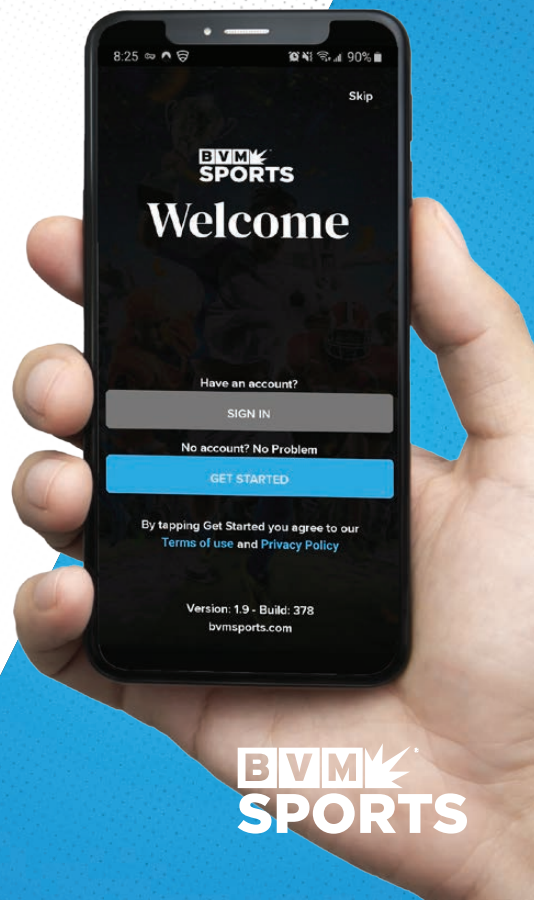 8:25
90%
Skip
BVM
SPORTS
Welcome
Have an account?
SIGN IN
No account? No Problem
GET STARTED
By tapping Get Started you agree to our
Terms of use and Privacy Policy
Version: 1.9 - Build: 378
bvmsports.com
BVM
SPORTS